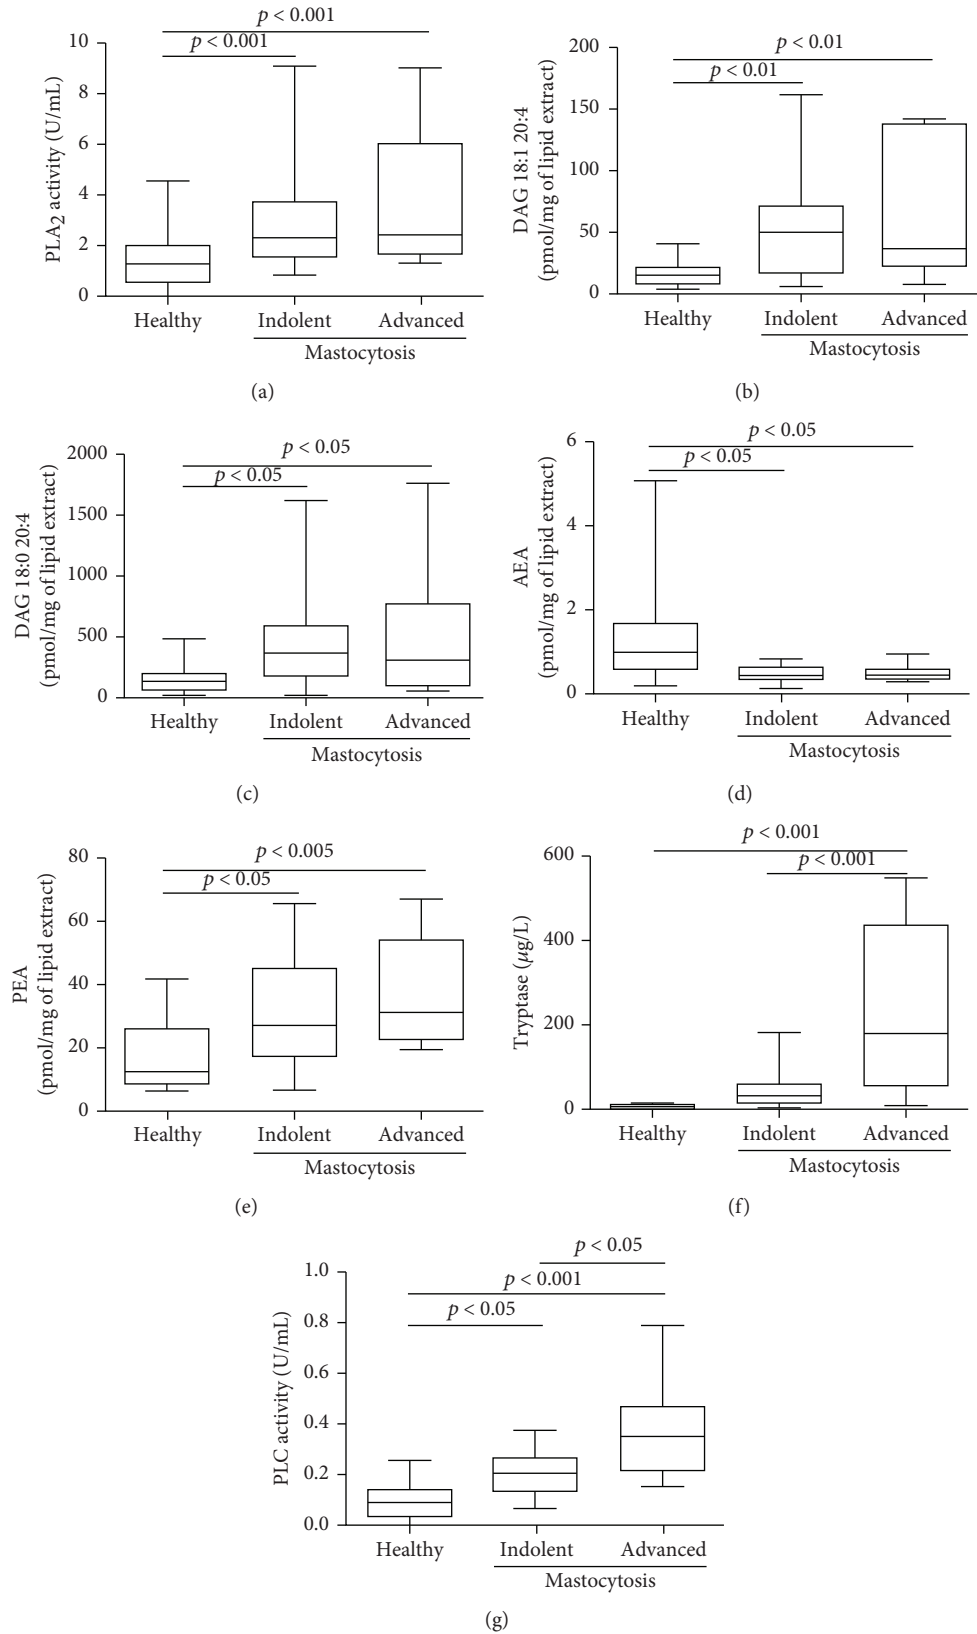 p < 0.001
p < 0.001
PLA2 activity (U/mL)
10
8
6
4
2
0
Healthy Indolent Advanced
Mastocytosis
(a)
p < 0.01
p < 0.01
DAG 18:1 20:4
(pmol/mg of lipid extract)
200
150
100
50
0
Healthy Indolent Advanced
Mastocytosis
(b)
p < 0.05
p < 0.05
DAG 18:0 20:4
(pmol/mg of lipid extract)
2000
1500
1000
500
0
Healthy Indolent Advanced
Mastocytosis
(c)
p < 0.05
p < 0.05
AEA
(pmol/mg of lipid extract)
6
4
2
0
Healthy Indolent Advanced
Mastocytosis
(d)
p < 0.005
p < 0.05
PEA
(pmol/mg of lipid extract)
80
60
40
20
0
Healthy Indolent Advanced
Mastocytosis
(e)
p < 0.001
p < 0.001
Tryptase (μg/L)
600
400
200
0
Healthy Indolent Advanced
Mastocytosis
(f)
p < 0.05
p < 0.001
p < 0.05
PLC activity (U/mL)
1.0
0.8
0.6
0.4
0.2
0.0
Healthy Indolent Advanced
Mastocytosis
(g)